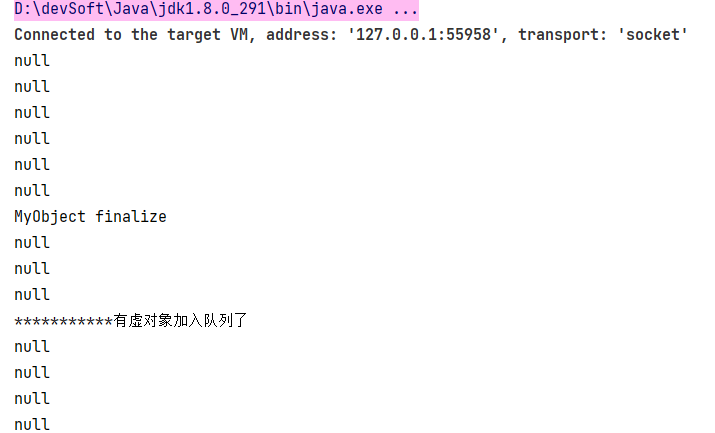 D:\devSoft\Java\jdk1.8.0_291\bin\java.exe ...
Connected to the target VM, address: '127.0.0.1:55958', transport: 'socket'
null
null
null
null
null
null
MyObject finalize
null
null
null
***********有虚对象加入队列了
null
null
null
null